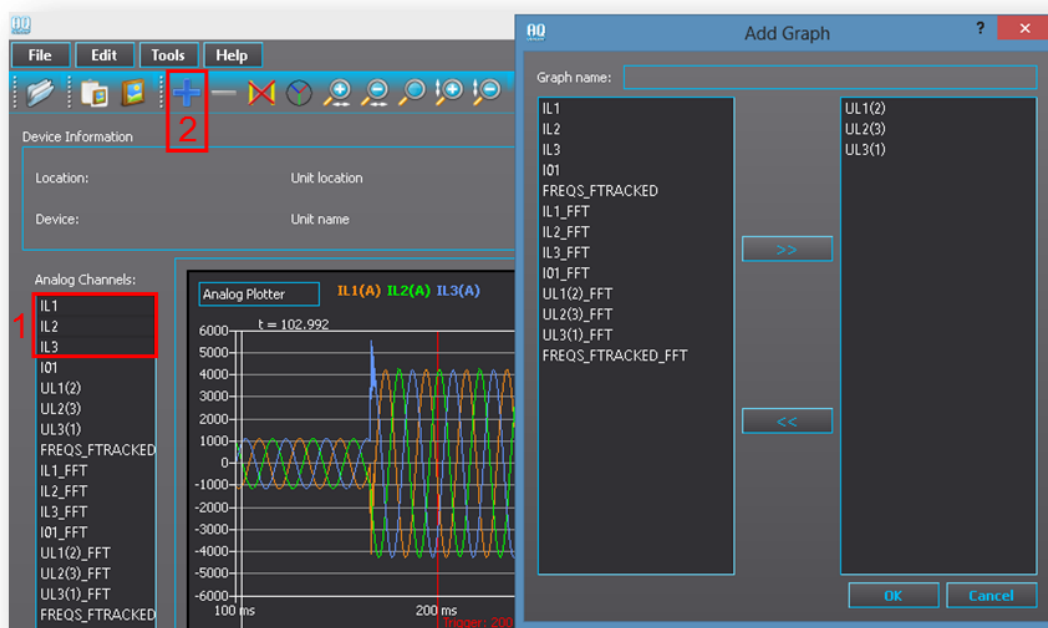 AQ
File Edit Tools Help
2
Device Information
Location: Unit location
Device: Unit name
Analog Channels:
1
IL1
IL2
IL3
I01
UL1(2)
UL2(3)
UL3(1)
FREQS_FTRACKED
IL1_FFT
IL2_FFT
IL3_FFT
I01_FFT
UL1(2)_FFT
UL2(3)_FFT
UL3(1)_FFT
FREQS_FTRACKED
Analog Plotter IL1(A) IL2(A) IL3(A)
t = 102.992
6000
5000
4000
3000
2000
1000
0
-1000
-2000
-3000
-4000
-5000
-6000
100 ms 200 ms
Trigger: 200
AQ Add Graph ? ×
Graph name:
IL1
IL2
IL3
I01
FREQS_FTRACKED
IL1_FFT
IL2_FFT
IL3_FFT
I01_FFT
UL1(2)_FFT
UL2(3)_FFT
UL3(1)_FFT
FREQS_FTRACKED_FFT
>>
<<
UL1(2)
UL2(3)
UL3(1)
OK Cancel